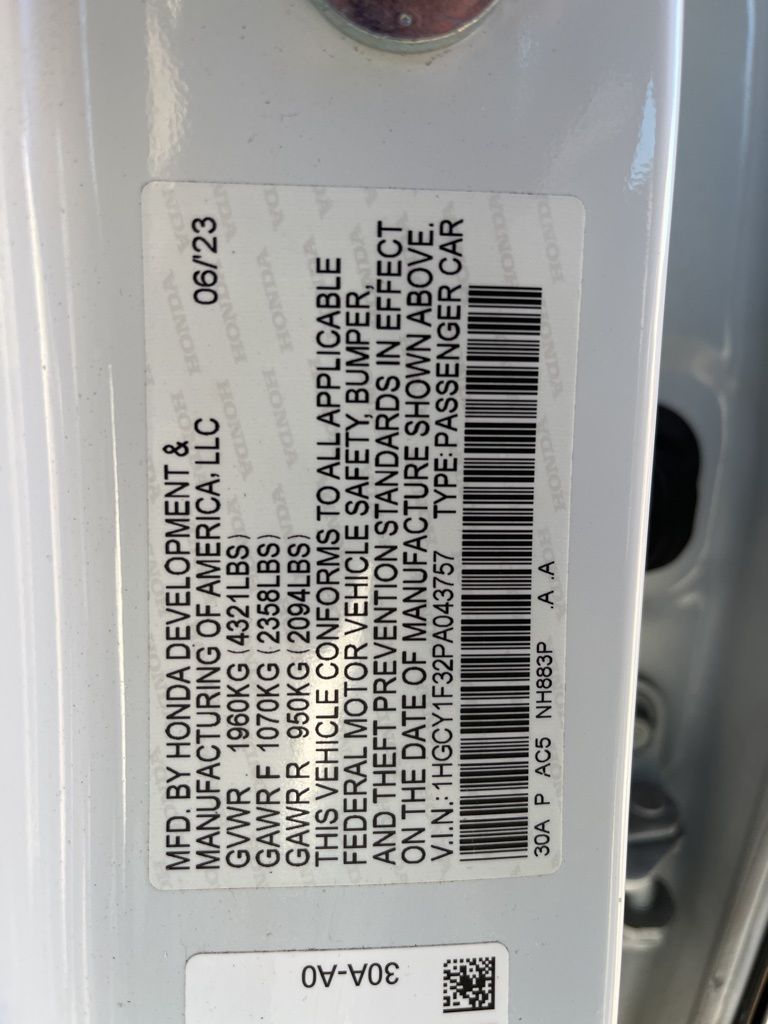 MFD. BY HONDA DEVELOPMENT &
MANUFACTURING OF AMERICA, LLC 06/'23
GVWR 1960KG (4321LBS)
GAWR F 1070KG (2358LBS)
GAWR R 950KG (2094LBS)
THIS VEHICLE CONFORMS TO ALL APPLICABLE
FEDERAL MOTOR VEHICLE SAFETY, BUMPER,
AND THEFT PREVENTION STANDARDS IN EFFECT
ON THE DATE OF MANUFACTURE SHOWN ABOVE.
V.I.N.: 1HGCY1F32PA043757 TYPE: PASSENGER CAR
30A P AC5 NH883P .A .A
30A-A0